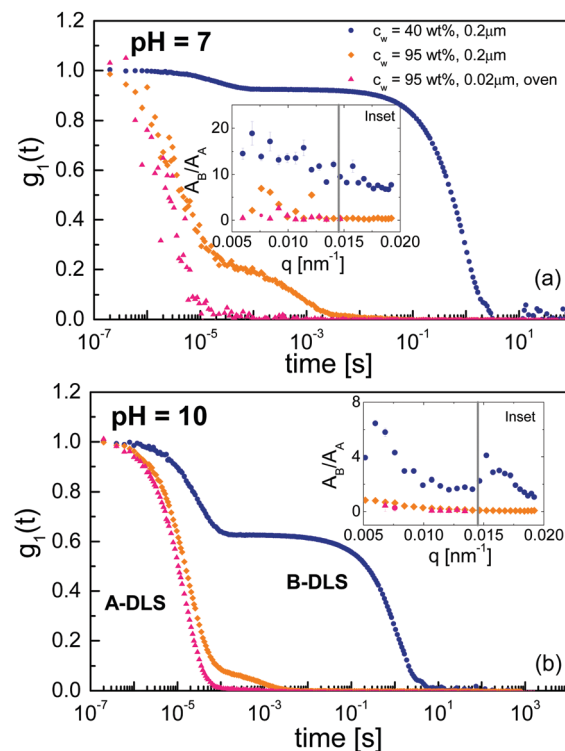 pH = 7
c_w = 40 wt%, 0.2μm
c_w = 95 wt%, 0.2μm
c_w = 95 wt%, 0.02μm, oven
g_1(t)
1.2
1.0
0.8
0.6
0.4
0.2
0.0
Inset
A_B/A_A
20
10
0
0.005 0.010 0.015 0.020
q [nm^-1]
(a)
10^-7 10^-5 10^-3 10^-1 10^1
time [s]
pH = 10
g_1(t)
1.2
1.0
0.8
0.6
0.4
0.2
0.0
Inset
A_B/A_A
8
4
0
0.005 0.010 0.015 0.020
q [nm^-1]
A-DLS
B-DLS
(b)
10^-7 10^-5 10^-3 10^-1 10^1 10^3
time [s]